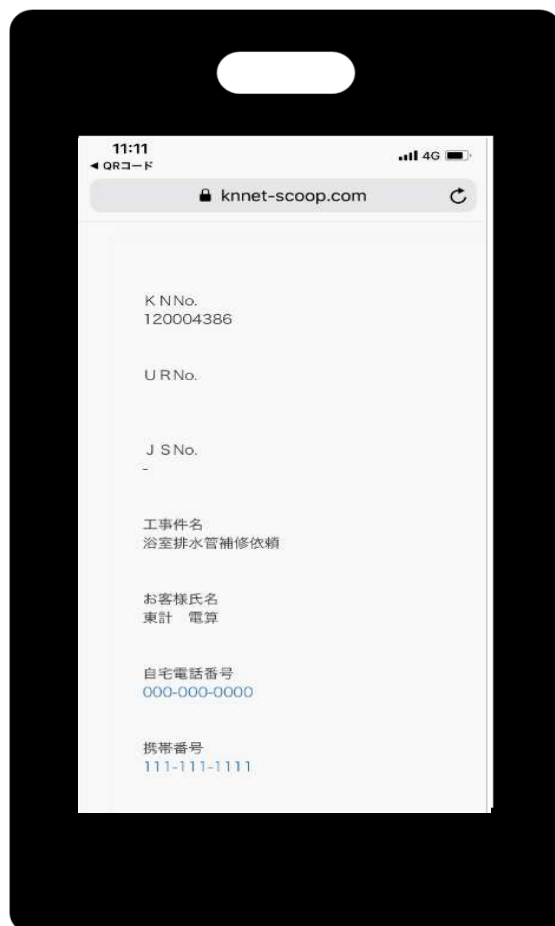 11:11
4G
◀ QRコード
knnet-scoop.com
ＫＮNo.
120004386
ＵＲNo.
ＪＳNo.
-
工事件名
浴室排水管補修依頼
お客様氏名
東計　電算
自宅電話番号
000-000-0000
携帯番号
111-111-1111